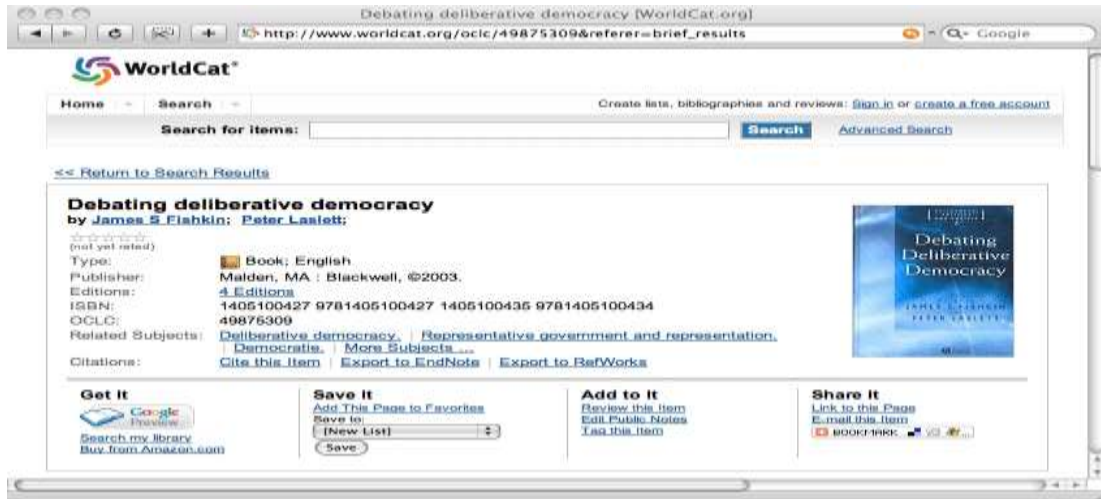 Debating deliberative democracy [WorldCat.org]
http://www.worldcat.org/oclc/49875309&referer=brief_results
Google
WorldCat®
Home Search Create lists, bibliographies and reviews: Sign in or create a free account
Search for items: Search Advanced Search
<< Return to Search Results
Debating deliberative democracy
by James S Fishkin; Peter Laslett;
(not yet rated)
Type: Book; English
Publisher: Malden, MA : Blackwell, ©2003.
Editions: 4 Editions
ISBN: 1405100427 9781405100427 1405100435 9781405100434
OCLC: 49875309
Related Subjects: Deliberative democracy. | Representative government and representation.
| Democratie. | More Subjects ...
Citations: Cite this Item | Export to EndNote | Export to RefWorks
Debating
Deliberative
Democracy
JAMES S. FISHKIN
PETER LASLETT
Get It
Google
Preview
Search my library
Buy from Amazon.com
Save It
Add This Page to Favorites
Save to:
[New List]
Save
Add to It
Review this Item
Edit Public Notes
Tag this Item
Share It
Link to this Page
E-mail this Item
BOOKMARK